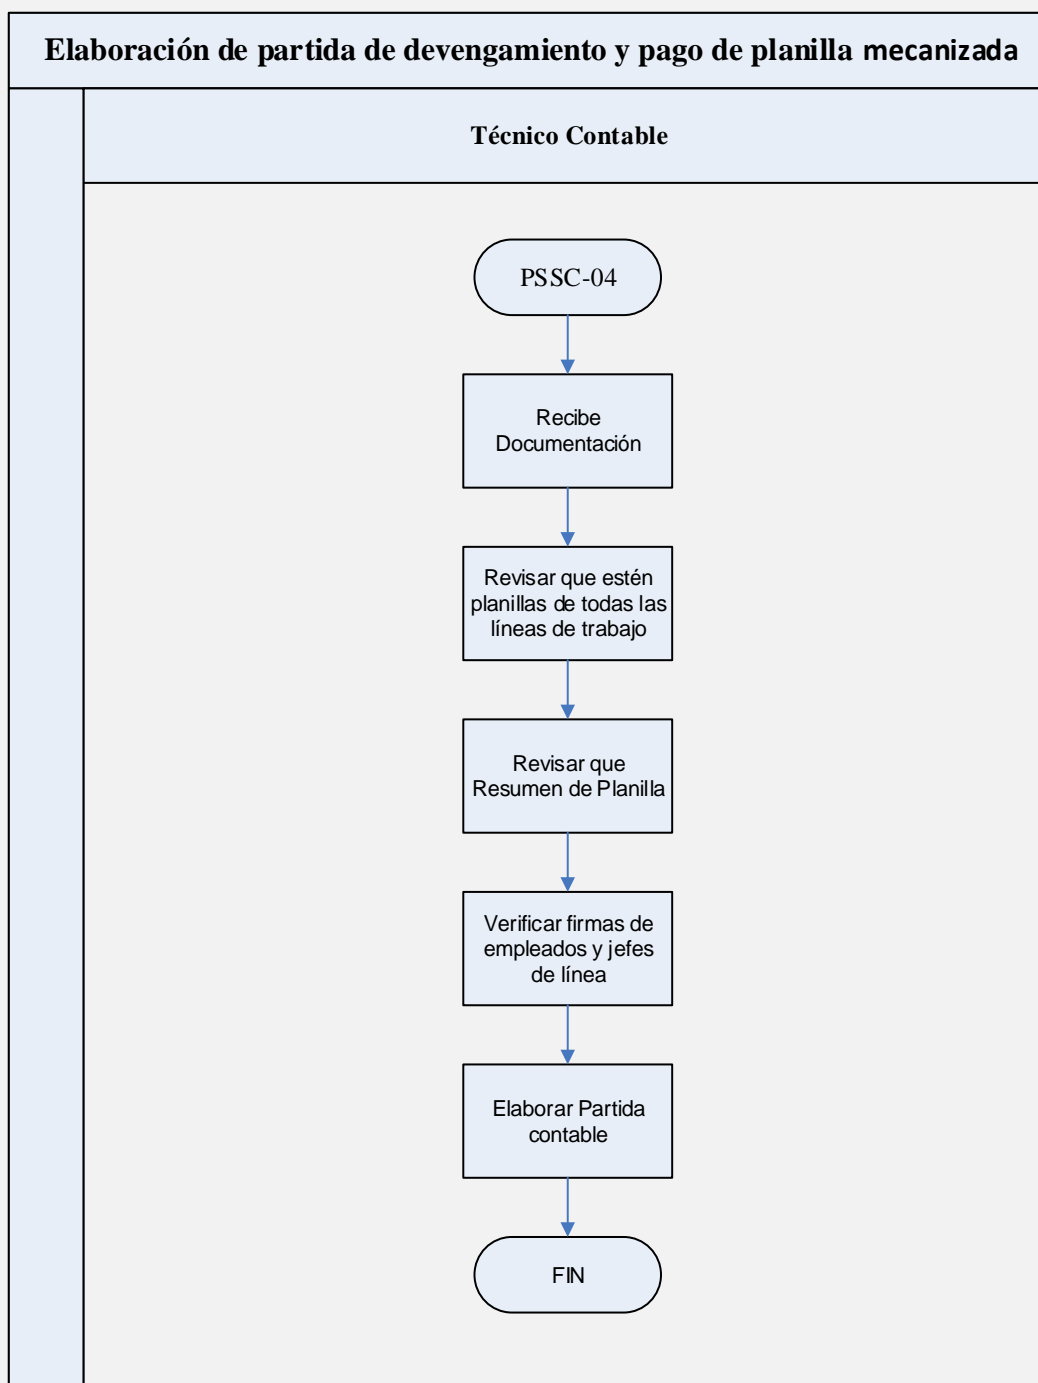 Elaboración de partida de devengamiento y pago de planilla mecanizada
Técnico Contable
PSSC-04
Recibe
Documentación
Revisar que estén
planillas de todas las
líneas de trabajo
Revisar que
Resumen de Planilla
Verificar firmas de
empleados y jefes
de línea
Elaborar Partida
contable
FIN